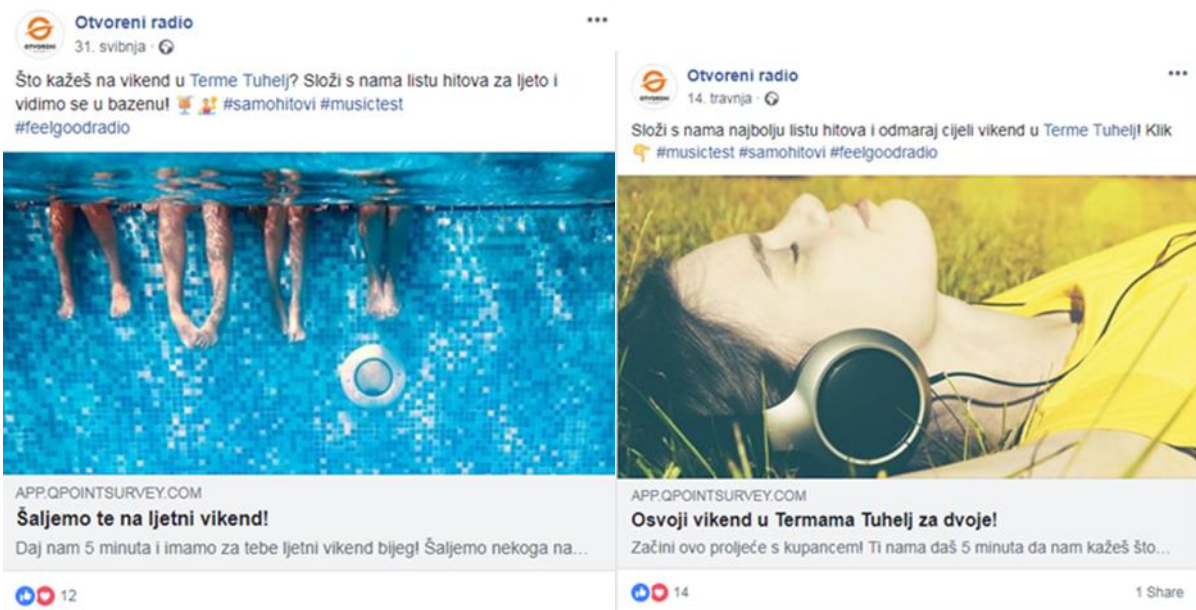 Otvoreni radio
31. svibnja
Što kažeš na vikend u Terme Tuhelj? Složi s nama listu hitova za ljeto i
vidimo se u bazenu! 🍹 🤽 #samohitovi #musictest
#feelgoodradio
APP.QPOINTSURVEY.COM
Šaljemo te na ljetni vikend!
Daj nam 5 minuta i imamo za tebe ljetni vikend bijeg! Šaljemo nekoga na...
12
Otvoreni radio
14. travnja
Složi s nama najbolju listu hitova i odmaraj cijeli vikend u Terme Tuhelj! Klik
👇 #musictest #samohitovi #feelgoodradio
APP.QPOINTSURVEY.COM
Osvoji vikend u Termama Tuhelj za dvoje!
Začini ovo proljeće s kupancem! Ti nama daš 5 minuta da nam kažeš što...
14
1 Share